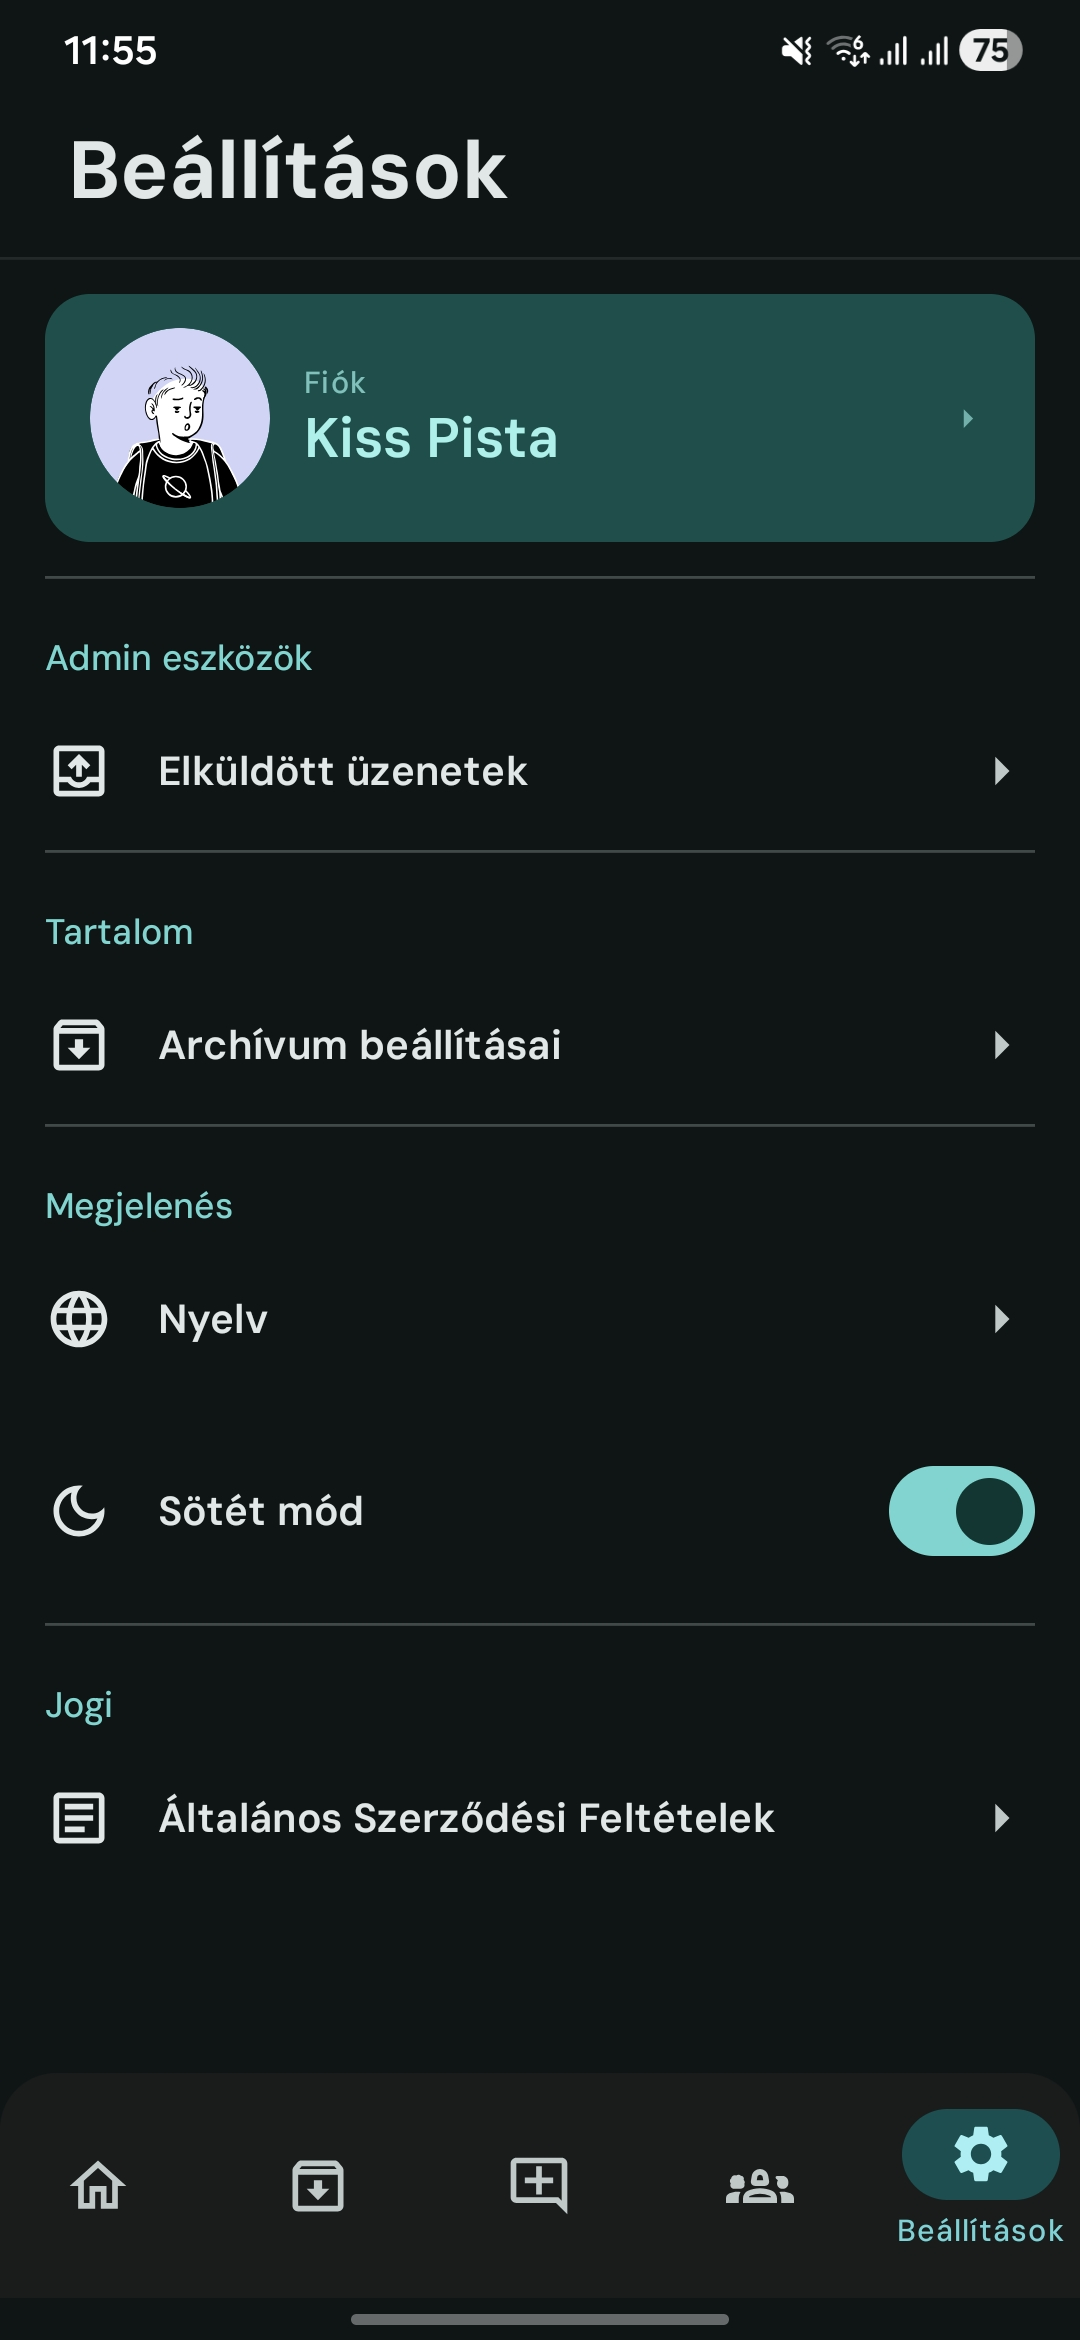 11:55
6
75
Beállítások
Fiók
Kiss Pista
Admin eszközök
Elküldött üzenetek
Tartalom
Archívum beállításai
Megjelenés
Nyelv
Sötét mód
Jogi
Általános Szerződési Feltételek
Beállítások